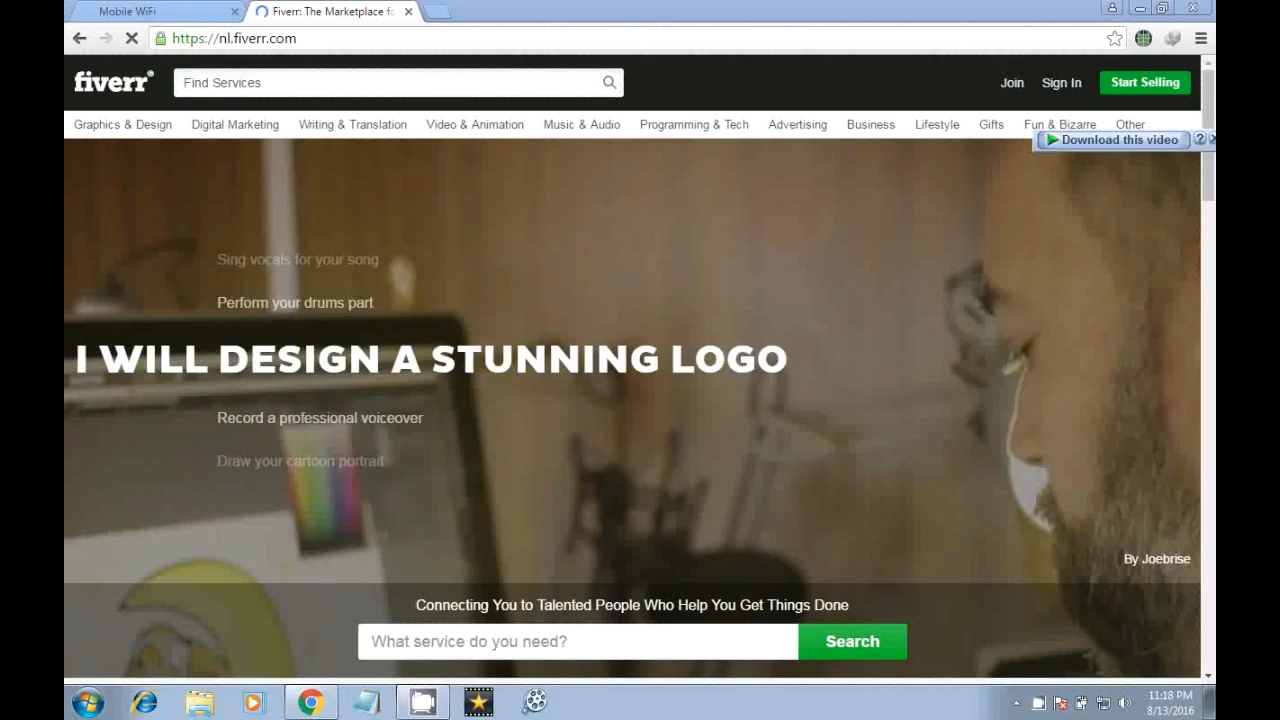 Mobile WiFi
Fiverr: The Marketplace fo
https://nl.fiverr.com
fiverr®
Find Services
Join
Sign In
Start Selling
Graphics & Design
Digital Marketing
Writing & Translation
Video & Animation
Music & Audio
Programming & Tech
Advertising
Business
Lifestyle
Gifts
Fun & Bizarre
Other
Download this video
Sing vocals for your song
Perform your drums part
I WILL DESIGN A STUNNING LOGO
Record a professional voiceover
Draw your cartoon portrait
By Joebrise
Connecting You to Talented People Who Help You Get Things Done
What service do you need?
Search
11:18 PM
8/13/2016